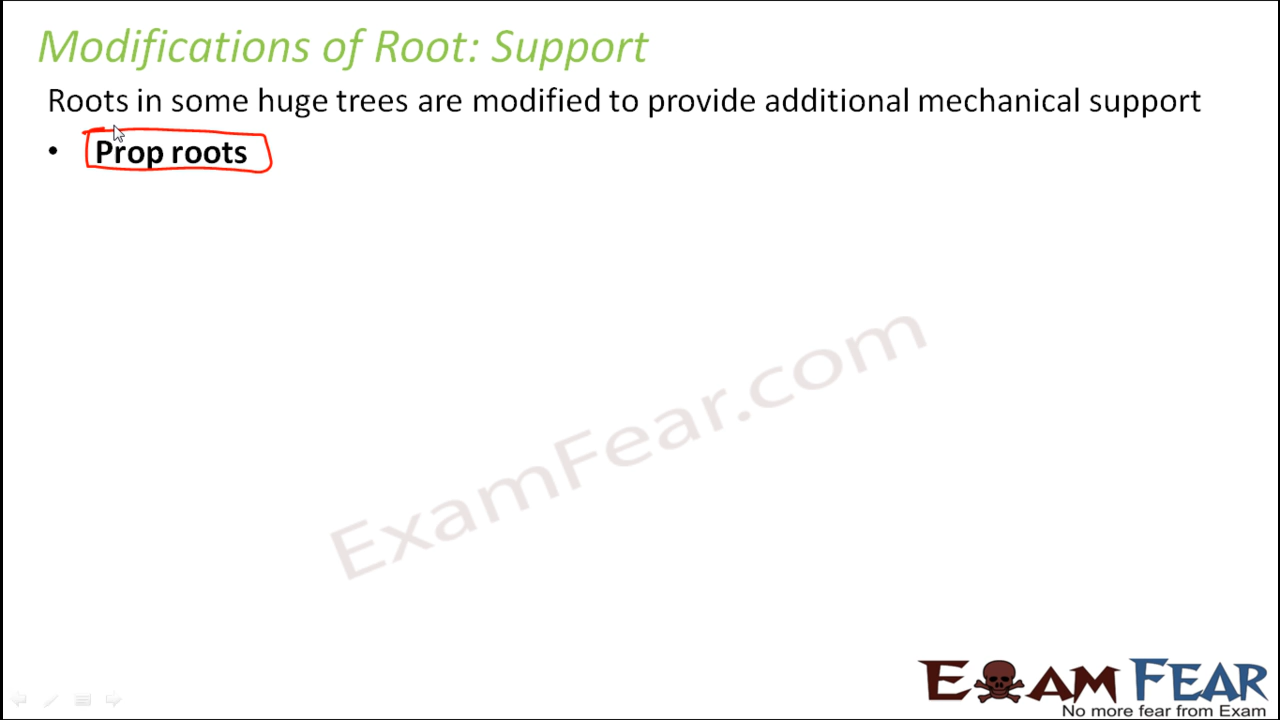 Modifications of Root: Support
Roots in some huge trees are modified to provide additional mechanical support
• Prop roots
ExamFear.com
EXAM FEAR
No more fear from Exam